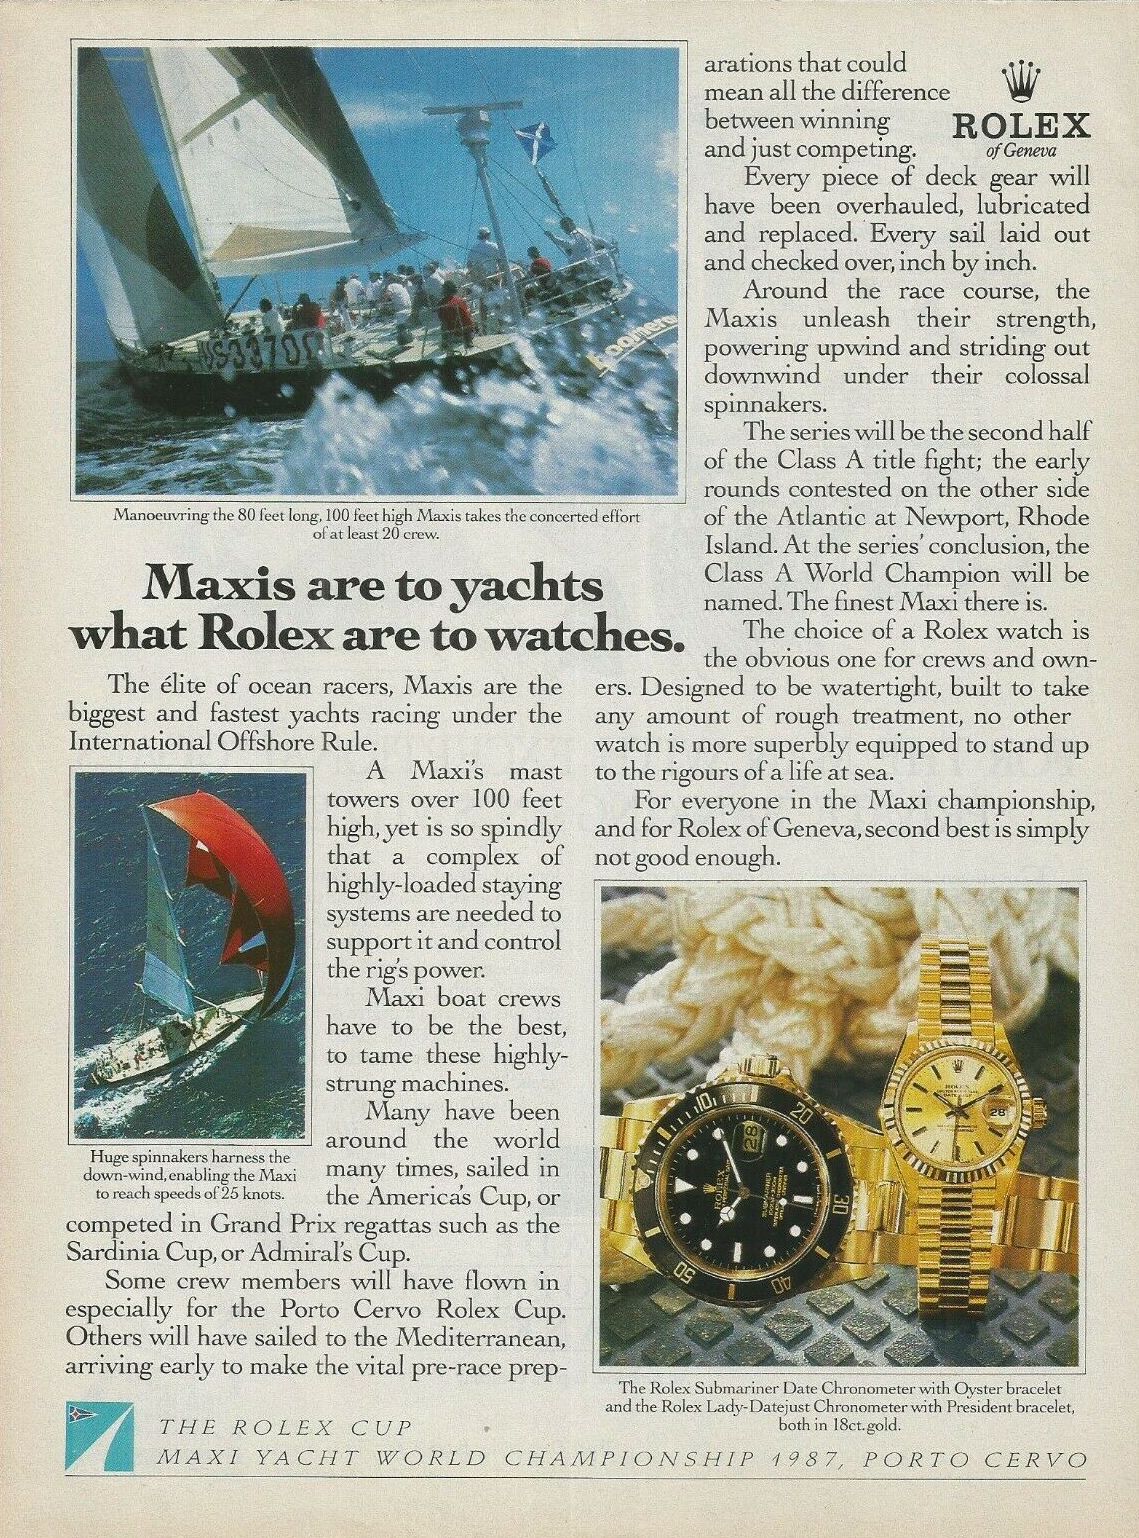 US33701
Boomerang
Manoeuvring the 80 feet long, 100 feet high Maxis takes the concerted effort
of at least 20 crew.
Maxis are to yachts
what Rolex are to watches.
The élite of ocean racers, Maxis are the
biggest and fastest yachts racing under the
International Offshore Rule.
A Maxi's mast
towers over 100 feet
high, yet is so spindly
that a complex of
highly-loaded staying
systems are needed to
support it and control
the rig's power.
Maxi boat crews
have to be the best,
to tame these highly-
strung machines.
Many have been
around the world
many times, sailed in
the America's Cup, or
competed in Grand Prix regattas such as the
Sardinia Cup, or Admiral's Cup.
Some crew members will have flown in
especially for the Porto Cervo Rolex Cup.
Others will have sailed to the Mediterranean,
arriving early to make the vital pre-race prep-
Huge spinnakers harness the
down-wind, enabling the Maxi
to reach speeds of 25 knots.
arations that could
mean all the difference
between winning
and just competing.
ROLEX
of Geneva
Every piece of deck gear will
have been overhauled, lubricated
and replaced. Every sail laid out
and checked over, inch by inch.
Around the race course, the
Maxis unleash their strength,
powering upwind and striding out
downwind under their colossal
spinnakers.
The series will be the second half
of the Class A title fight; the early
rounds contested on the other side
of the Atlantic at Newport, Rhode
Island. At the series' conclusion, the
Class A World Champion will be
named. The finest Maxi there is.
The choice of a Rolex watch is
the obvious one for crews and own-
ers. Designed to be watertight, built to take
any amount of rough treatment, no other
watch is more superbly equipped to stand up
to the rigours of a life at sea.
For everyone in the Maxi championship,
and for Rolex of Geneva, second best is simply
not good enough.
10
20
30
40
50
28
ROLEX
SUBMARINER
ROLEX
28
The Rolex Submariner Date Chronometer with Oyster bracelet
and the Rolex Lady-Datejust Chronometer with President bracelet,
both in 18ct. gold.
THE ROLEX CUP
MAXI YACHT WORLD CHAMPIONSHIP 1987, PORTO CERVO